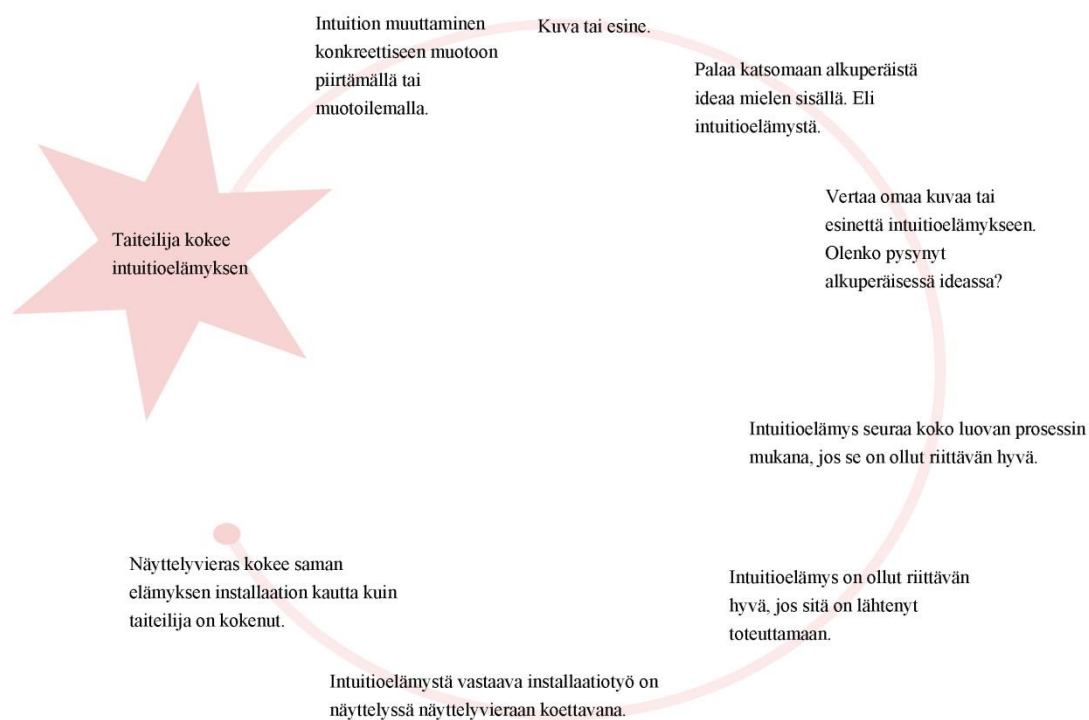 Taiteilija kokee
intuitioelämyksen
Intuition muuttaminen
konkreettiseen muotoon
piirtämällä tai
muotoilemalla.
Kuva tai esine.
Palaa katsomaan alkuperäistä
ideaa mielen sisällä. Eli
intuitioelämystä.
Vertaa omaa kuvaa tai
esinettä intuitioelämykseen.
Olenko pysynyt
alkuperäisessä ideassa?
Intuitioelämys seuraa koko luovan prosessin
mukana, jos se on ollut riittävän hyvä.
Intuitioelämys on ollut riittävän
hyvä, jos sitä on lähtenyt
toteuttamaan.
Intuitioelämystä vastaava installaatiotyö on
näyttelyssä näyttelyvieraan koettavana.
Näyttelyvieras kokee saman
elämyksen installaation kautta kuin
taiteilija on kokenut.